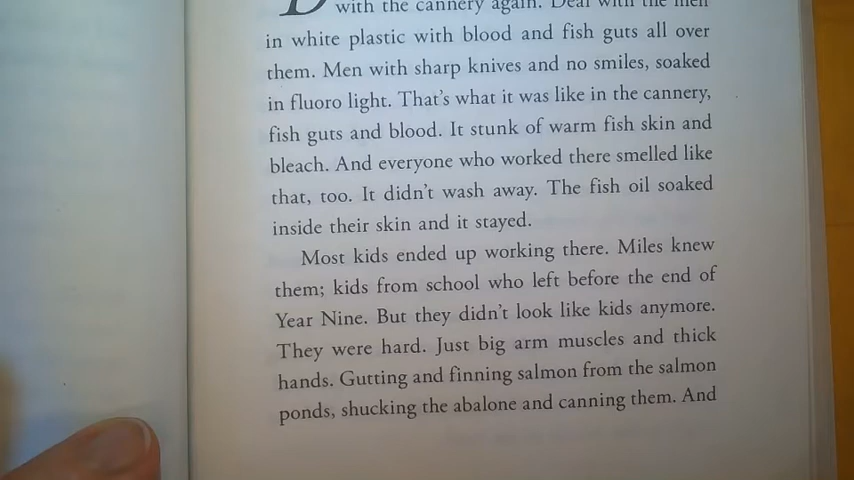 with the cannery again. Deal with the men
in white plastic with blood and fish guts all over
them. Men with sharp knives and no smiles, soaked
in fluoro light. That’s what it was like in the cannery,
fish guts and blood. It stunk of warm fish skin and
bleach. And everyone who worked there smelled like
that, too. It didn’t wash away. The fish oil soaked
inside their skin and it stayed.
Most kids ended up working there. Miles knew
them; kids from school who left before the end of
Year Nine. But they didn’t look like kids anymore.
They were hard. Just big arm muscles and thick
hands. Gutting and finning salmon from the salmon
ponds, shucking the abalone and canning them. And